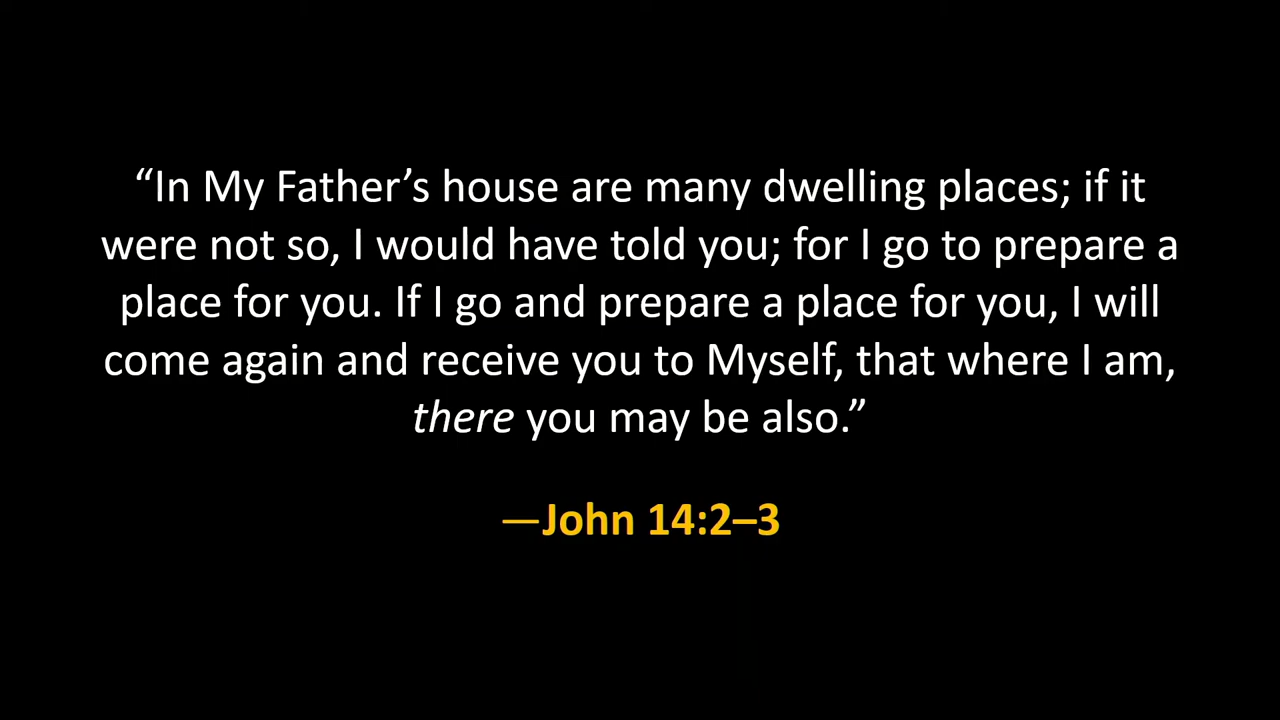 “In My Father’s house are many dwelling places; if it
were not so, I would have told you; for I go to prepare a
place for you. If I go and prepare a place for you, I will
come again and receive you to Myself, that where I am,
there you may be also.”
—John 14:2–3